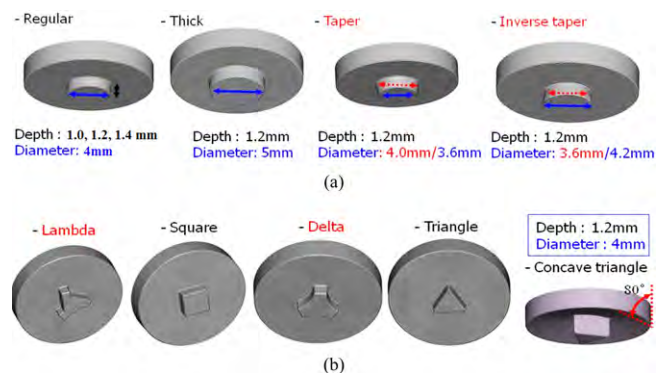 - Regular
- Thick
- Taper
- Inverse taper
Depth : 1.0, 1.2, 1.4 mm
Diameter: 4mm
Depth : 1.2mm
Diameter: 5mm
Depth : 1.2mm
Diameter: 4.0mm/3.6mm
Depth : 1.2mm
Diameter: 3.6mm/4.2mm
(a)
- Lambda
- Square
- Delta
- Triangle
Depth : 1.2mm
Diameter: 4mm
- Concave triangle
80°
(b)